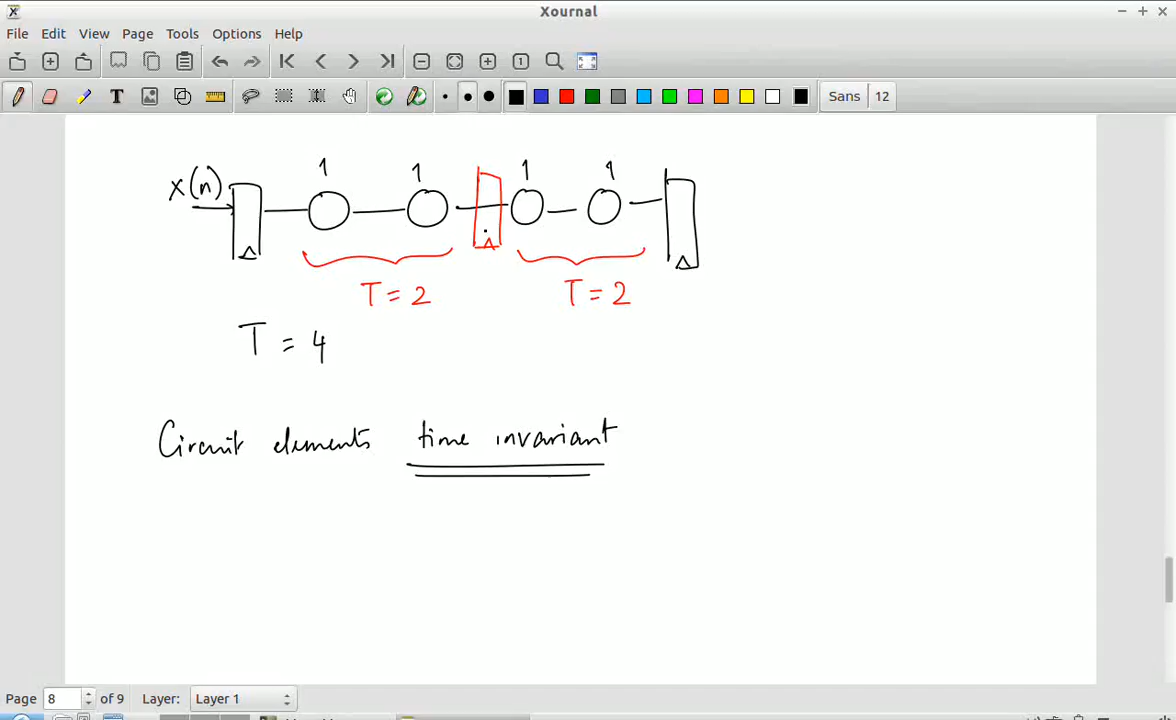 Xournal
File Edit View Page Tools Options Help
Sans 12
1 1 1 1
x(n)
T = 2 T = 2
T = 4
Circuit elements time invariant
Page 8 of 9 Layer: Layer 1